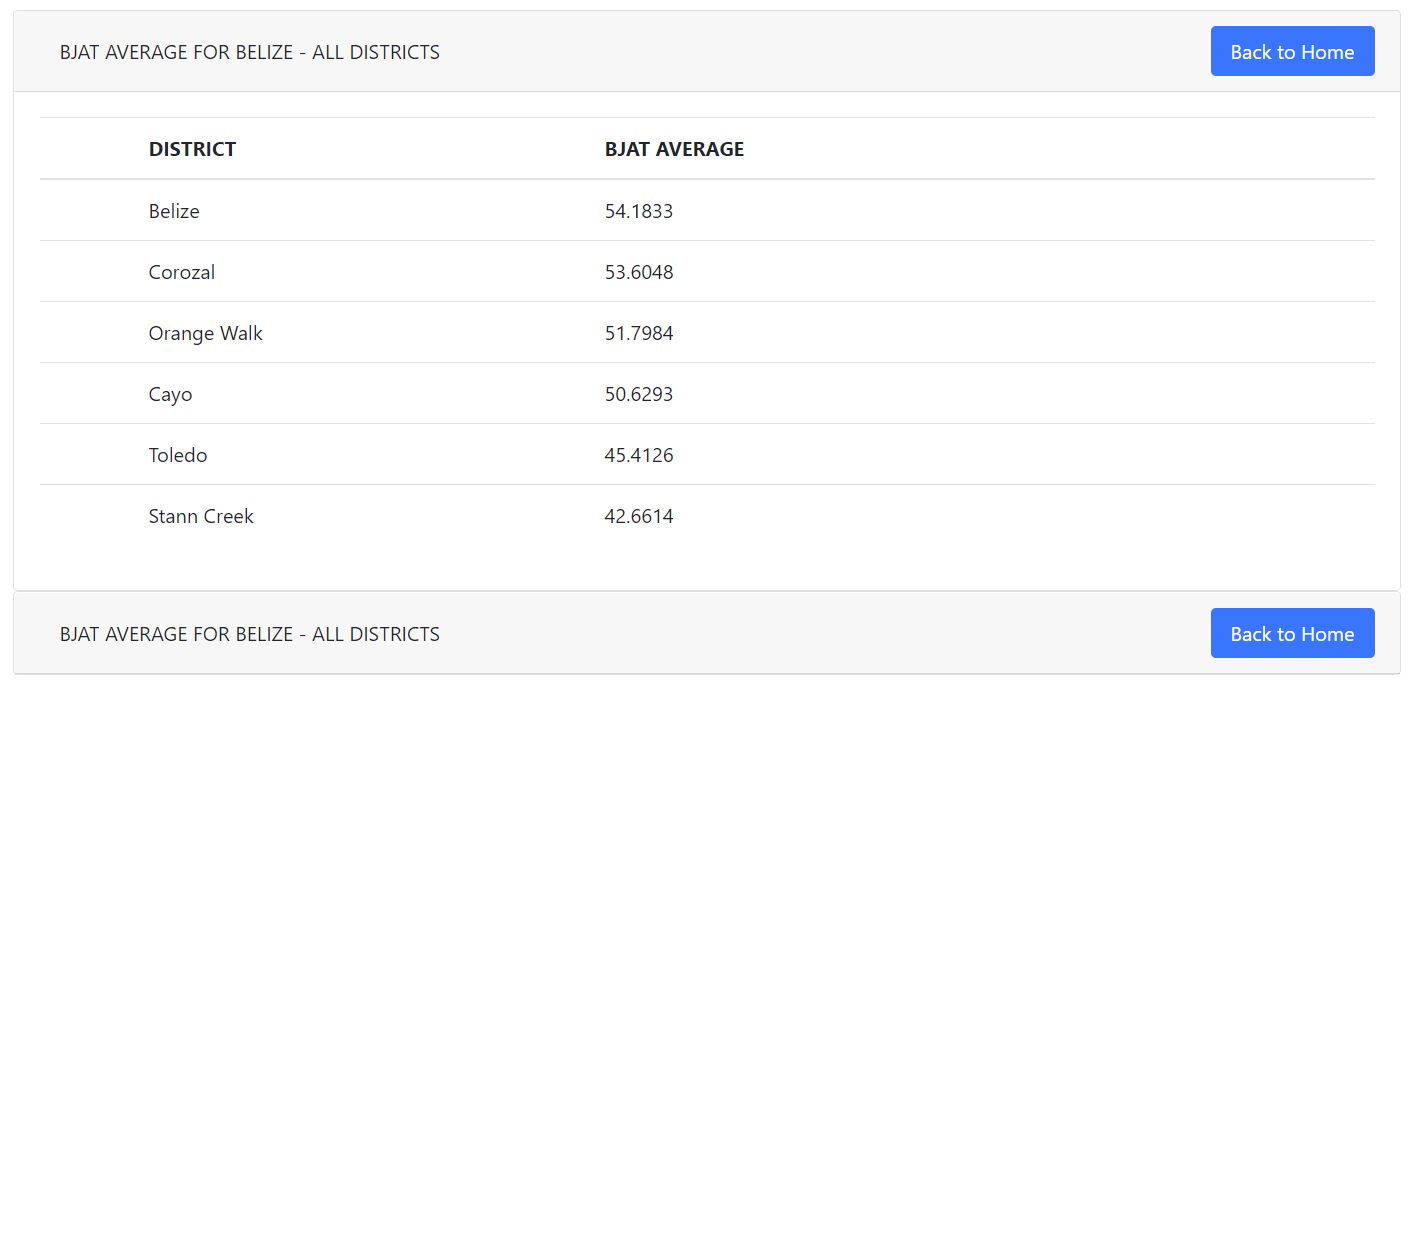 BJAT AVERAGE FOR BELIZE - ALL DISTRICTS Back to Home
DISTRICT BJAT AVERAGE
Belize 54.1833
Corozal 53.6048
Orange Walk 51.7984
Cayo 50.6293
Toledo 45.4126
Stann Creek 42.6614
BJAT AVERAGE FOR BELIZE - ALL DISTRICTS Back to Home